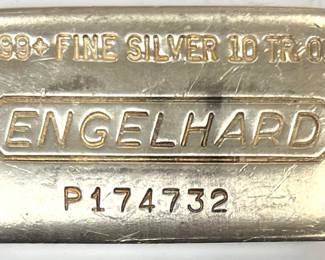 99+ FINE SILVER 10 TR. O
ENGELHARD
P174732